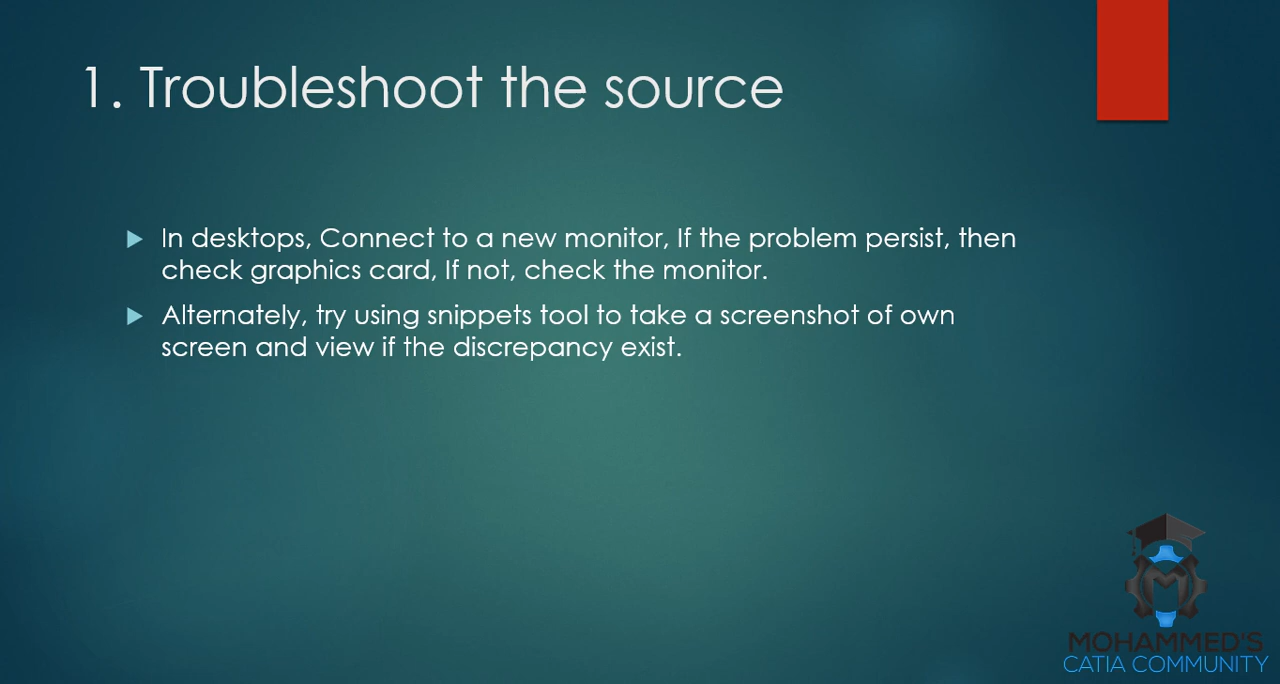 1. Troubleshoot the source
In desktops, Connect to a new monitor, If the problem persist, then
check graphics card, If not, check the monitor.
Alternately, try using snippets tool to take a screenshot of own
screen and view if the discrepancy exist.
MOHAMMED'S
CATIA COMMUNITY